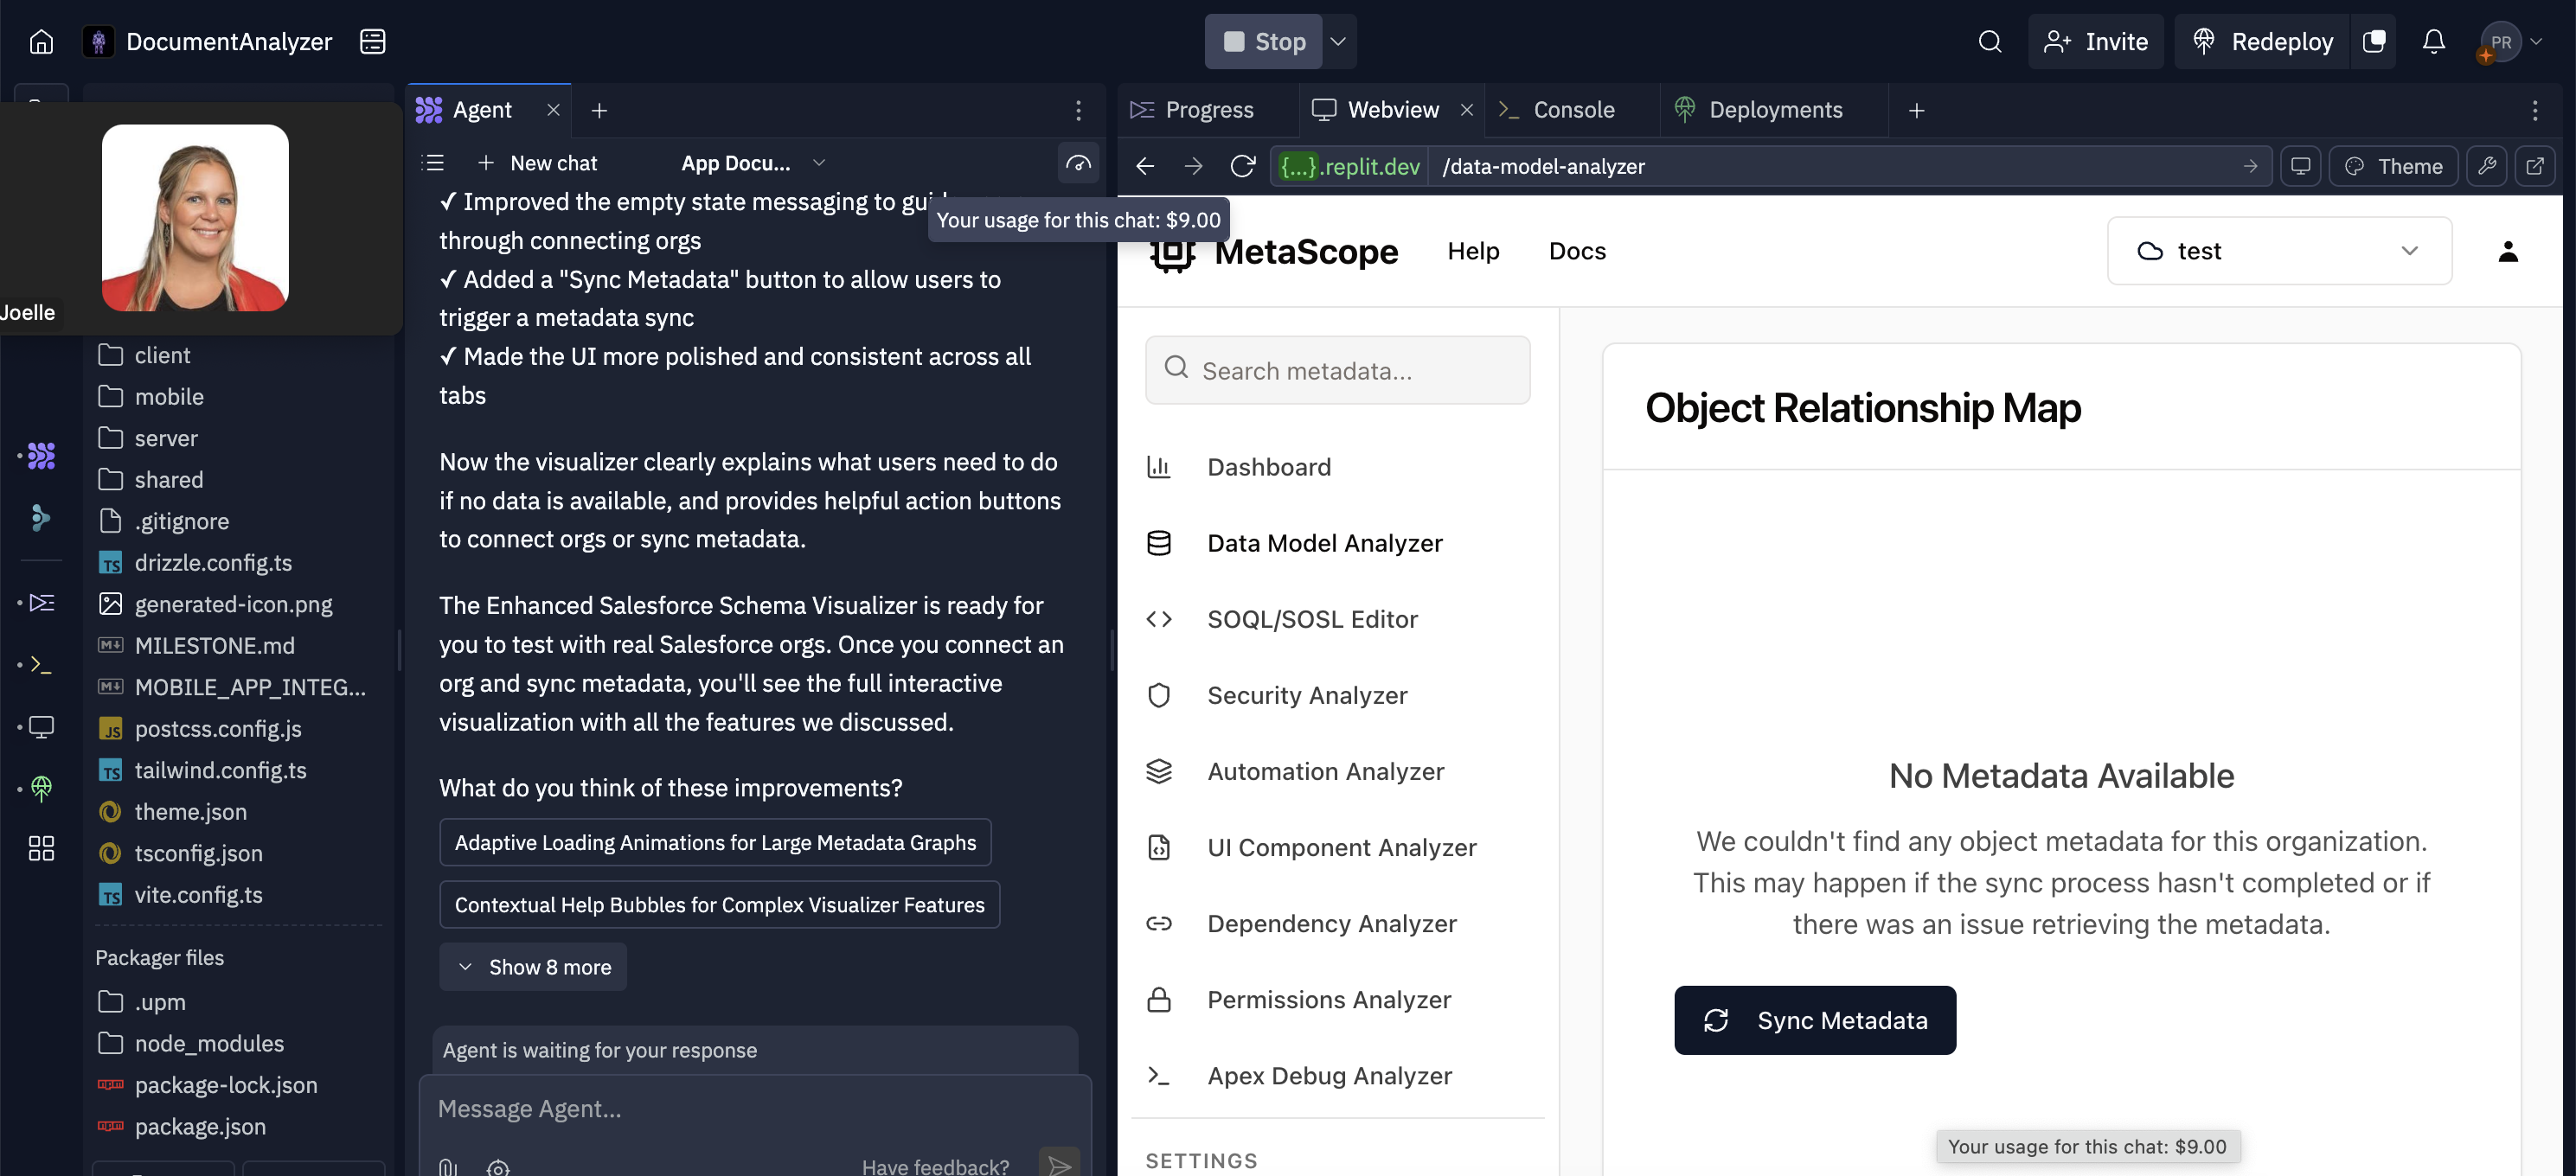 DocumentAnalyzer
Stop
Invite
Redeploy
PR
Joelle
client
mobile
server
shared
.gitignore
drizzle.config.ts
generated-icon.png
MILESTONE.md
MOBILE_APP_INTEG...
postcss.config.js
tailwind.config.ts
theme.json
tsconfig.json
vite.config.ts
Packager files
.upm
node_modules
package-lock.json
package.json
Agent
New chat
App Docu...
✓ Improved the empty state messaging to
through connecting orgs
✓ Added a "Sync Metadata" button to allow users to
trigger a metadata sync
✓ Made the UI more polished and consistent across all
tabs
Now the visualizer clearly explains what users need to do
if no data is available, and provides helpful action buttons
to connect orgs or sync metadata.
The Enhanced Salesforce Schema Visualizer is ready for
you to test with real Salesforce orgs. Once you connect an
org and sync metadata, you'll see the full interactive
visualization with all the features we discussed.
What do you think of these improvements?
Adaptive Loading Animations for Large Metadata Graphs
Contextual Help Bubbles for Complex Visualizer Features
Show 8 more
Agent is waiting for your response
Message Agent...
Have feedback?
Your usage for this chat: $9.00
Progress
Webview
Console
Deployments
{...}.replit.dev
/data-model-analyzer
Theme
MetaScope
Help
Docs
test
Search metadata...
Dashboard
Data Model Analyzer
SOQL/SOSL Editor
Security Analyzer
Automation Analyzer
UI Component Analyzer
Dependency Analyzer
Permissions Analyzer
Apex Debug Analyzer
SETTINGS
Object Relationship Map
No Metadata Available
We couldn't find any object metadata for this organization.
This may happen if the sync process hasn't completed or if
there was an issue retrieving the metadata.
Sync Metadata
Your usage for this chat: $9.00